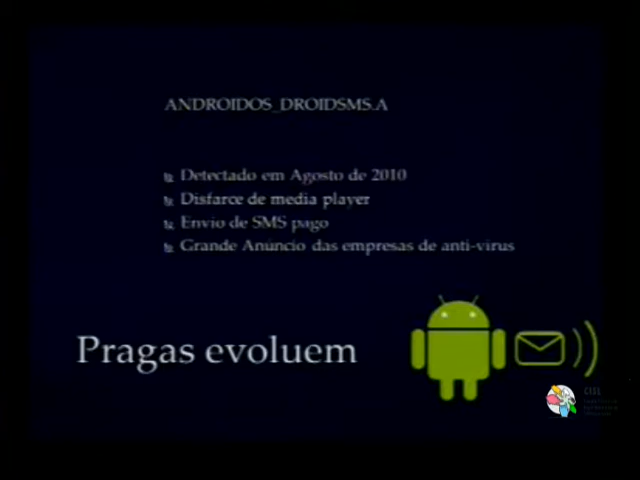 ANDROIDOS_DROIDSMS.A
Detectado em Agosto de 2010
Disfarce de media player
Envio de SMS pago
Grande Anúncio das empresas de anti-virus
Pragas evoluem